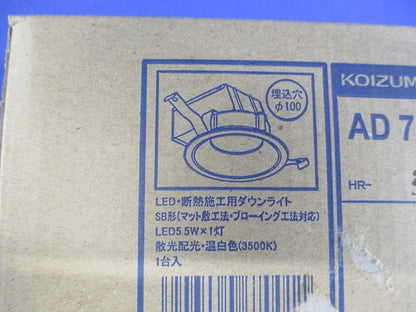 埋込穴
φ100
KOIZUM
AD 7
HR-
LED・断熱施工用ダウンライト
SB形(マット敷工法・ブローイング工法対応)
LED5.5W×1灯
散光配光・温白色(3500K)
1台入